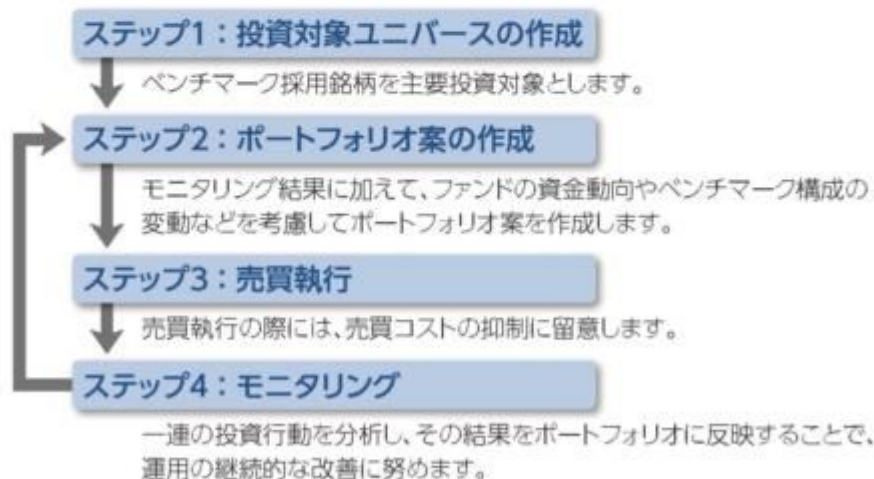 ステップ1：投資対象ユニバースの作成
ベンチマーク採用銘柄を主要投資対象とします。
ステップ2：ポートフォリオ案の作成
モニタリング結果に加えて、ファンドの資金動向やベンチマーク構成の
変動などを考慮してポートフォリオ案を作成します。
ステップ3：売買執行
売買執行の際には、売買コストの抑制に留意します。
ステップ4：モニタリング
一連の投資行動を分析し、その結果をポートフォリオに反映することで、
運用の継続的な改善に努めます。